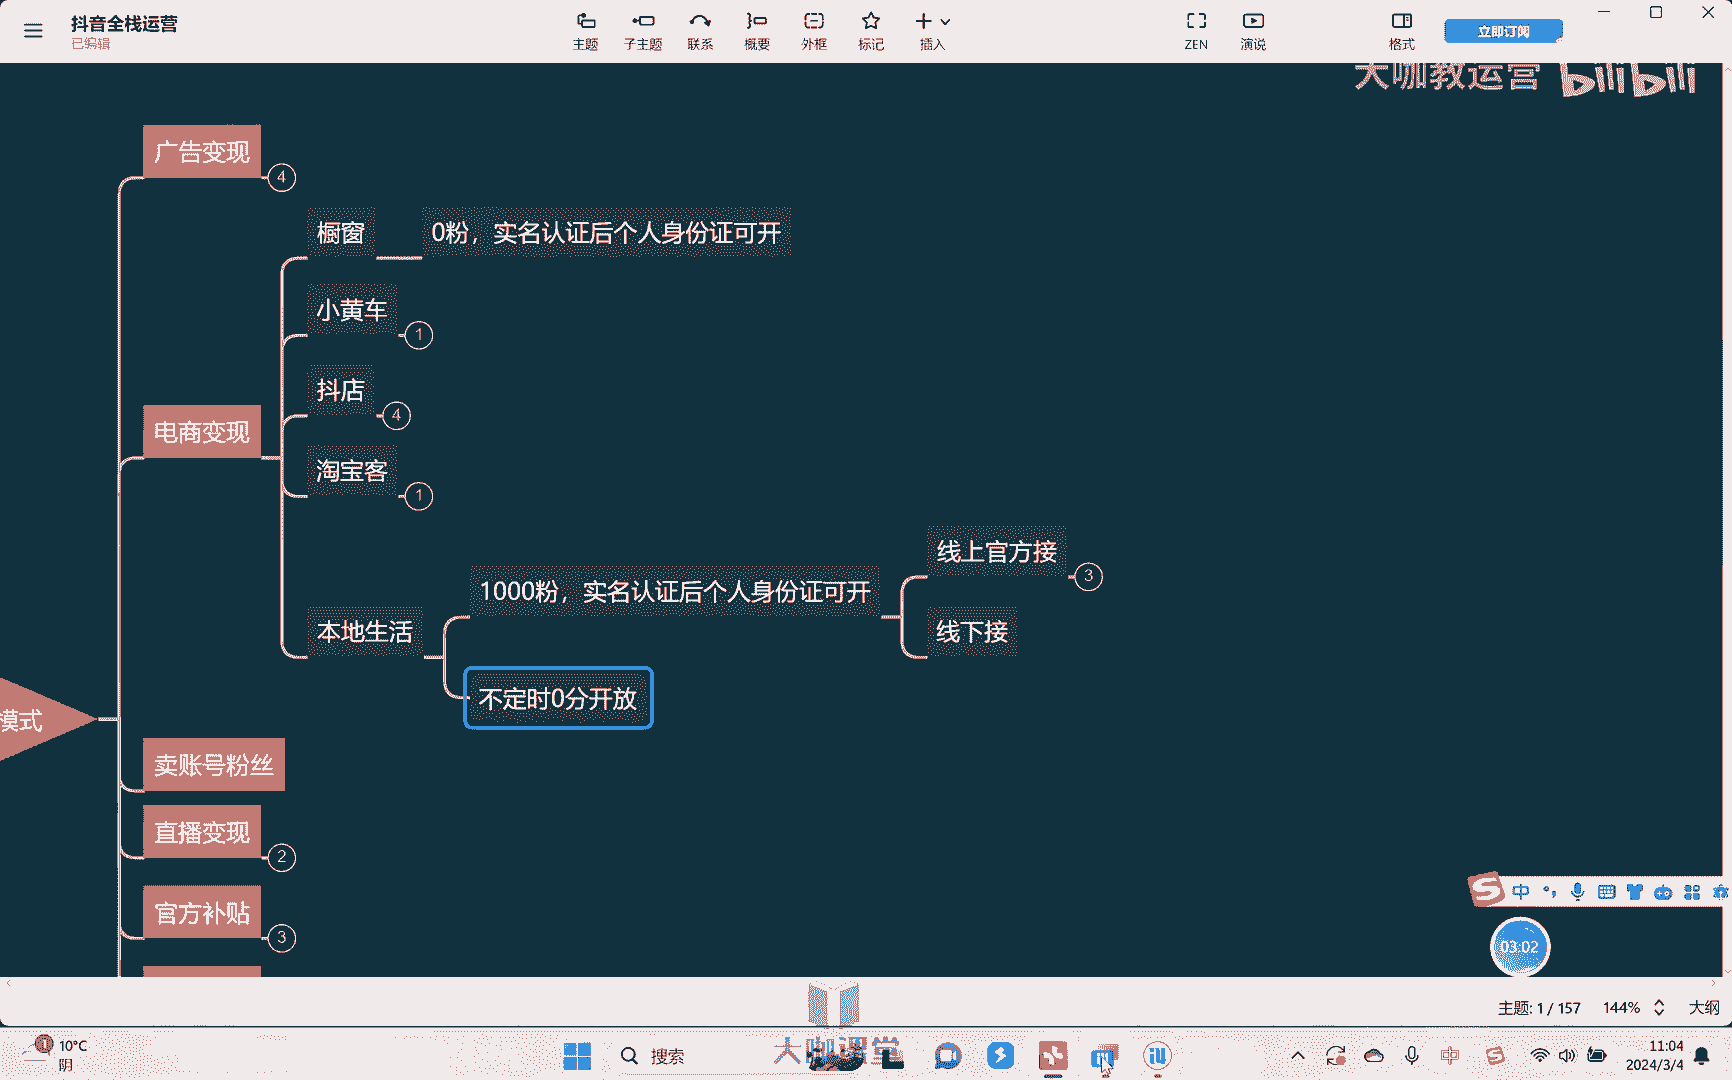 抖音全栈运营
已编辑
主题
子主题
联系
概要
外框
标记
插入
ZEN
演说
格式
立即订阅
大咖教运营 bilibili
广告变现
4
橱窗
0粉，实名认证后个人身份证可开
小黄车
1
抖店
4
电商变现
淘宝客
1
线上官方接
3
1000粉，实名认证后个人身份证可开
本地生活
线下接
不定时0分开放
模式
卖账号粉丝
直播变现
2
官方补贴
3
中
03:02
主题: 1 / 157
144%
大纲
10°C
阴
1
搜索
大咖课堂
中
11:04
2024/3/4